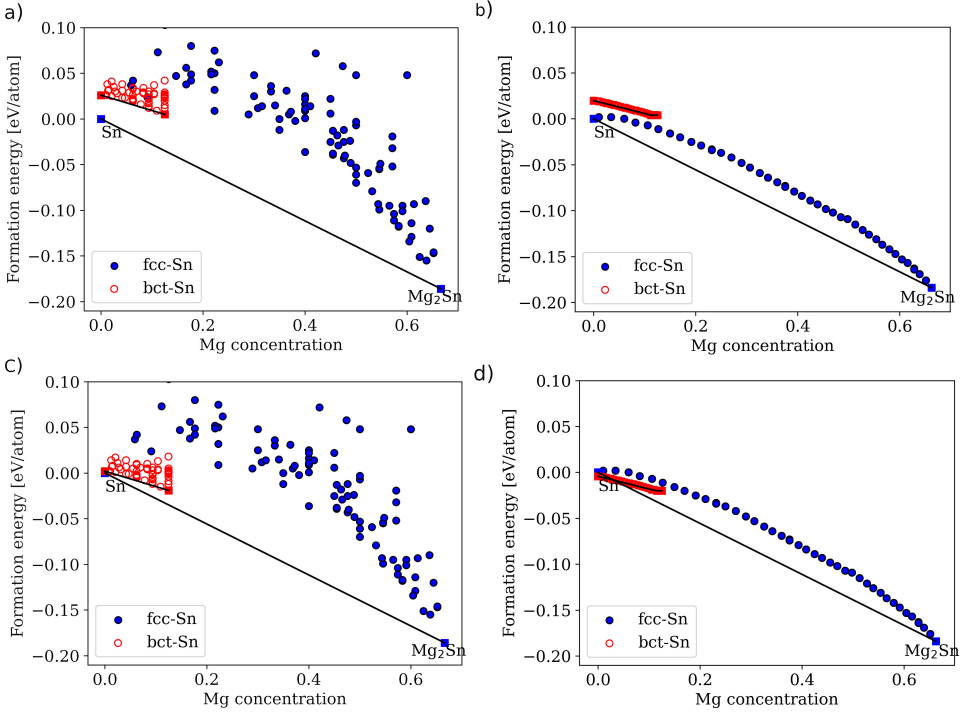 a)
Formation energy [eV/atom]
0.10
0.05
0.00
−0.05
−0.10
−0.15
−0.20
Sn
Mg₂Sn
fcc-Sn
bct-Sn
0.0 0.2 0.4 0.6
Mg concentration
b)
Formation energy [eV/atom]
0.10
0.05
0.00
−0.05
−0.10
−0.15
−0.20
Sn
Mg₂Sn
fcc-Sn
bct-Sn
0.0 0.2 0.4 0.6
Mg concentration
C)
Formation energy [eV/atom]
0.10
0.05
0.00
−0.05
−0.10
−0.15
−0.20
Sn
Mg₂Sn
fcc-Sn
bct-Sn
0.0 0.2 0.4 0.6
Mg concentration
d)
Formation energy [eV/atom]
0.10
0.05
0.00
−0.05
−0.10
−0.15
−0.20
Sn
Mg₂Sn
fcc-Sn
bct-Sn
0.0 0.2 0.4 0.6
Mg concentration